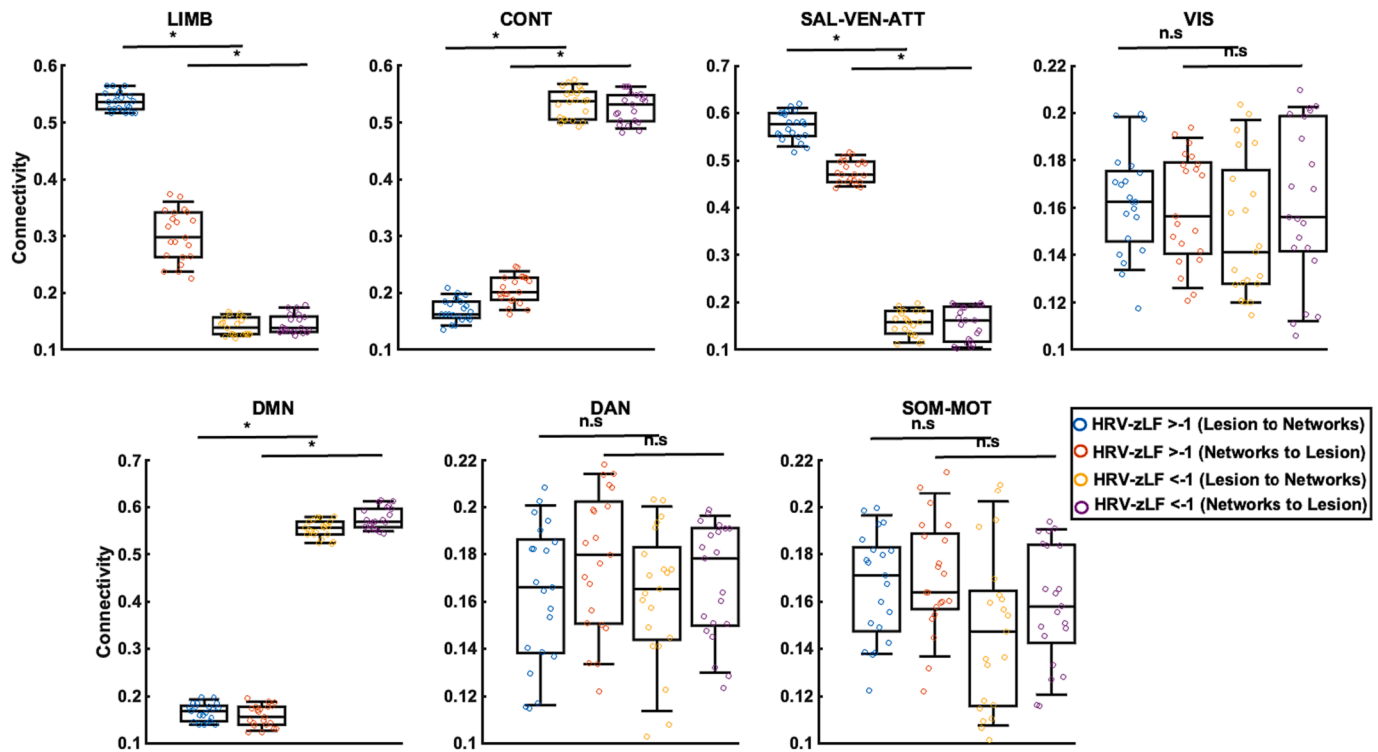 LIMB
CONT
SAL-VEN-ATT
VIS
*
*
*
*
*
*
n.s
n.s
Connectivity
0.6
0.5
0.3
0.2
0.1
0.6
0.5
0.3
0.2
0.1
0.7
0.6
0.5
0.4
0.2
0.1
0.22
0.2
0.18
0.16
0.14
0.12
0.1
DMN
DAN
SOM-MOT
*
*
n.s
n.s
n.s
n.s
Connectivity
0.7
0.6
0.5
0.4
0.3
0.2
0.1
0.22
0.2
0.18
0.16
0.14
0.12
0.1
0.22
0.2
0.18
0.16
0.14
0.12
0.1
HRV-zLF >-1 (Lesion to Networks)
HRV-zLF >-1 (Networks to Lesion)
HRV-zLF <-1 (Lesion to Networks)
HRV-zLF <-1 (Networks to Lesion)